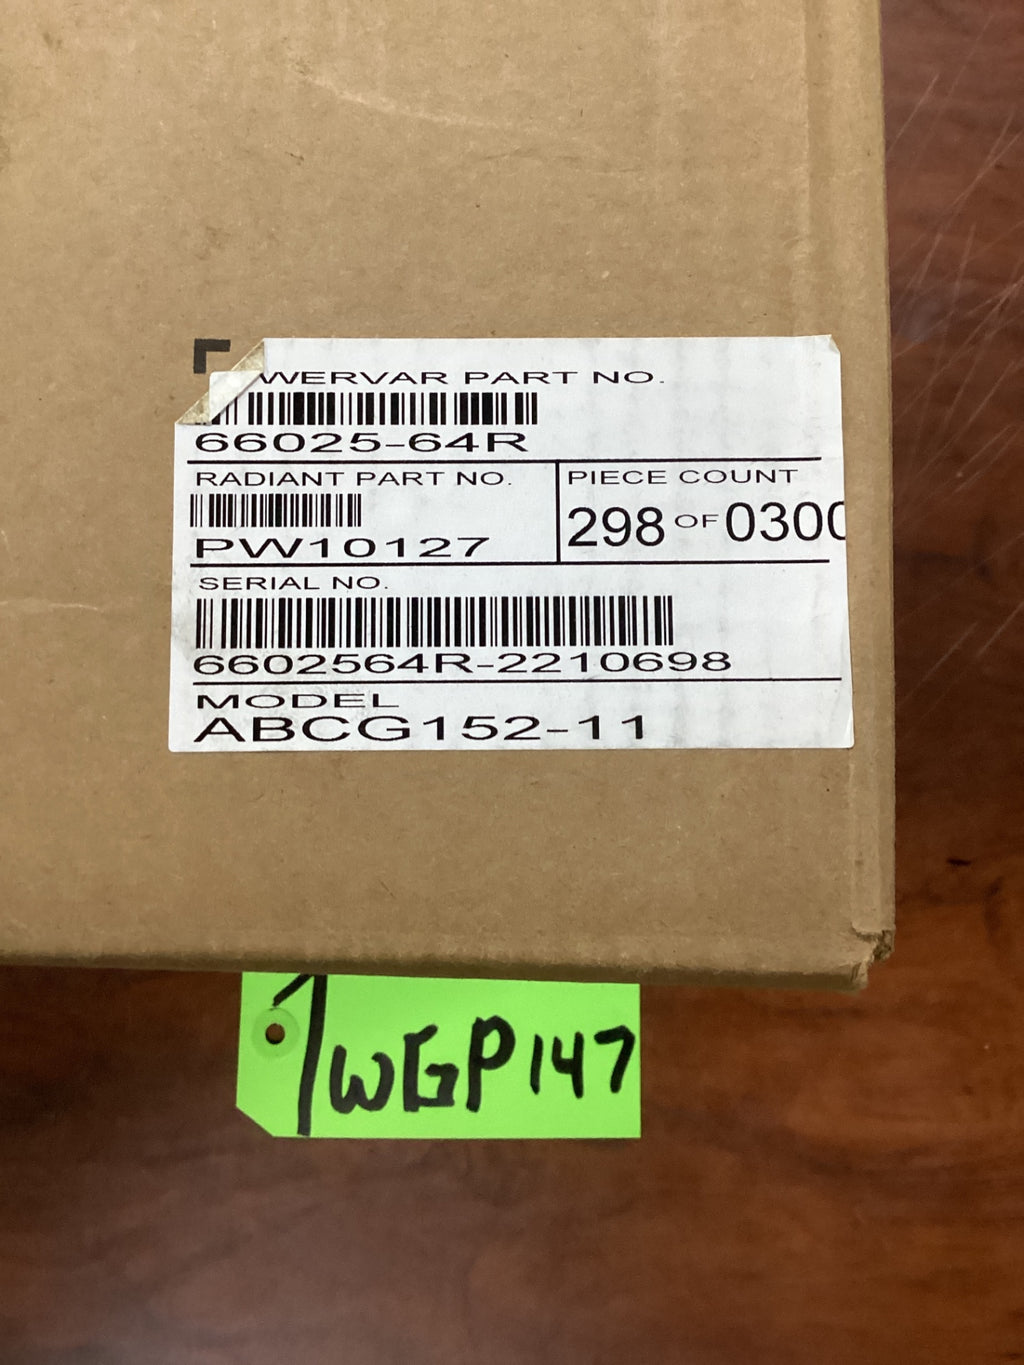 WERVAR PART NO.
66025-64R
RADIANT PART NO.
PW10127
PIECE COUNT
298 OF 0300
SERIAL NO.
6602564R-2210698
MODEL
ABCG152-11
1WGP147